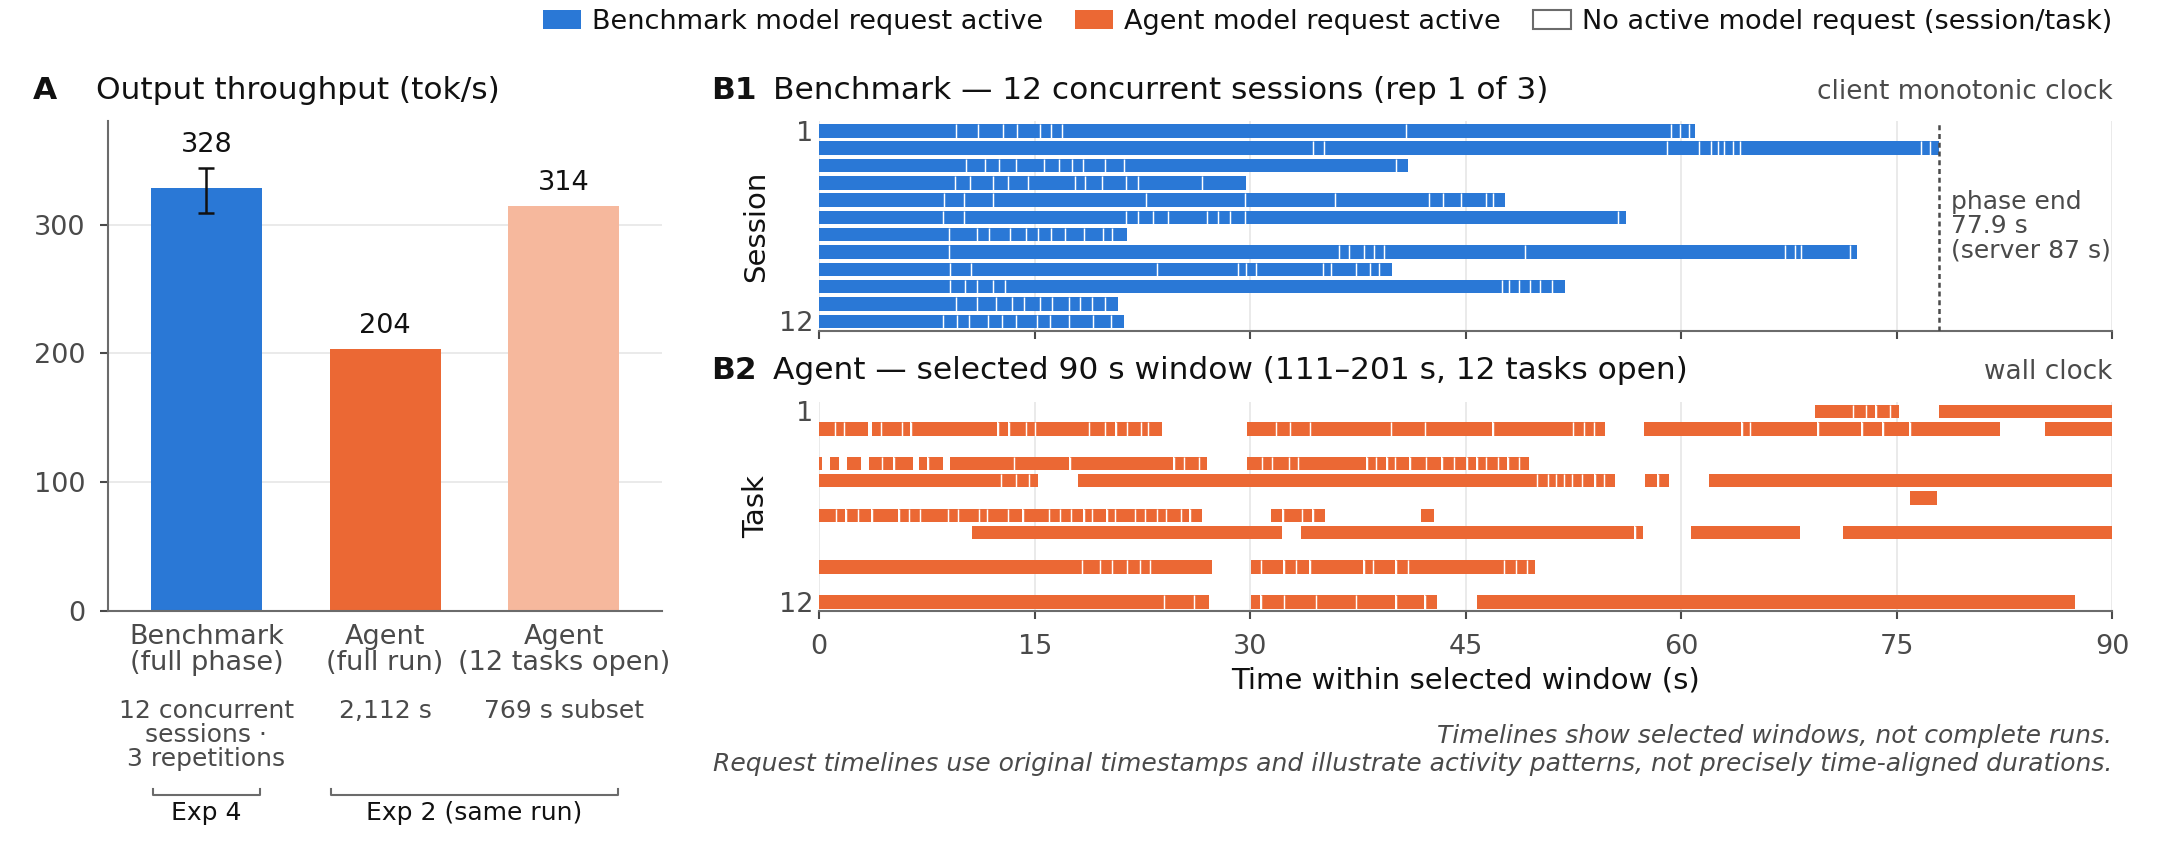 Benchmark model request active
Agent model request active
No active model request (session/task)
A Output throughput (tok/s)
328
204
314
300
200
100
0
Benchmark
(full phase)
Agent
(full run)
Agent
(12 tasks open)
12 concurrent
sessions ·
3 repetitions
2,112 s
769 s subset
Exp 4
Exp 2 (same run)
B1 Benchmark — 12 concurrent sessions (rep 1 of 3)
client monotonic clock
1
Session
12
phase end
77.9 s
(server 87 s)
B2 Agent — selected 90 s window (111–201 s, 12 tasks open)
wall clock
1
Task
12
0 15 30 45 60 75 90
Time within selected window (s)
Timelines show selected windows, not complete runs.
Request timelines use original timestamps and illustrate activity patterns, not precisely time-aligned durations.